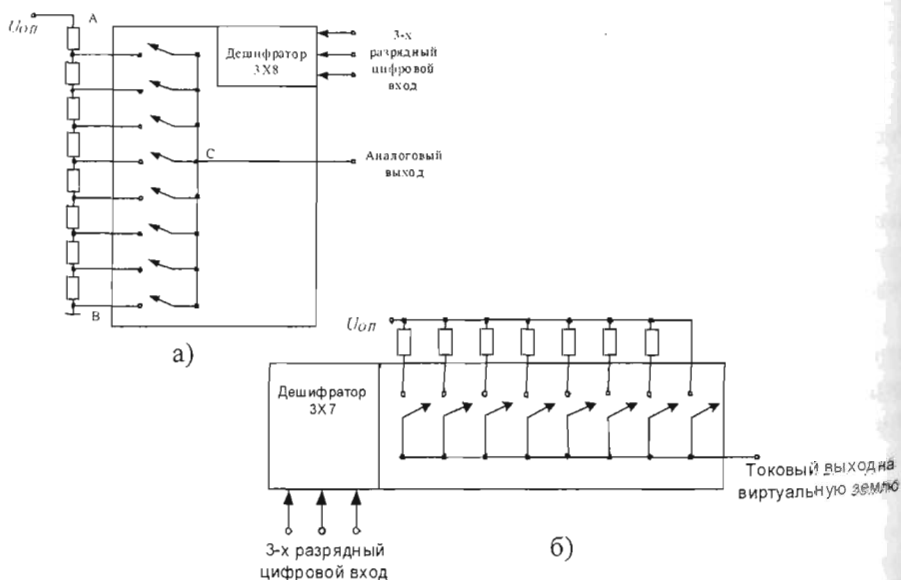 Uоп
А
Дешифратор
3Х8
3-х
разрядный
цифровой
вход
С
Аналоговый
выход
В
а)
Uоп
Дешифратор
3Х7
Токовый выход на
виртуальную землю
3-х разрядный
цифровой вход
б)